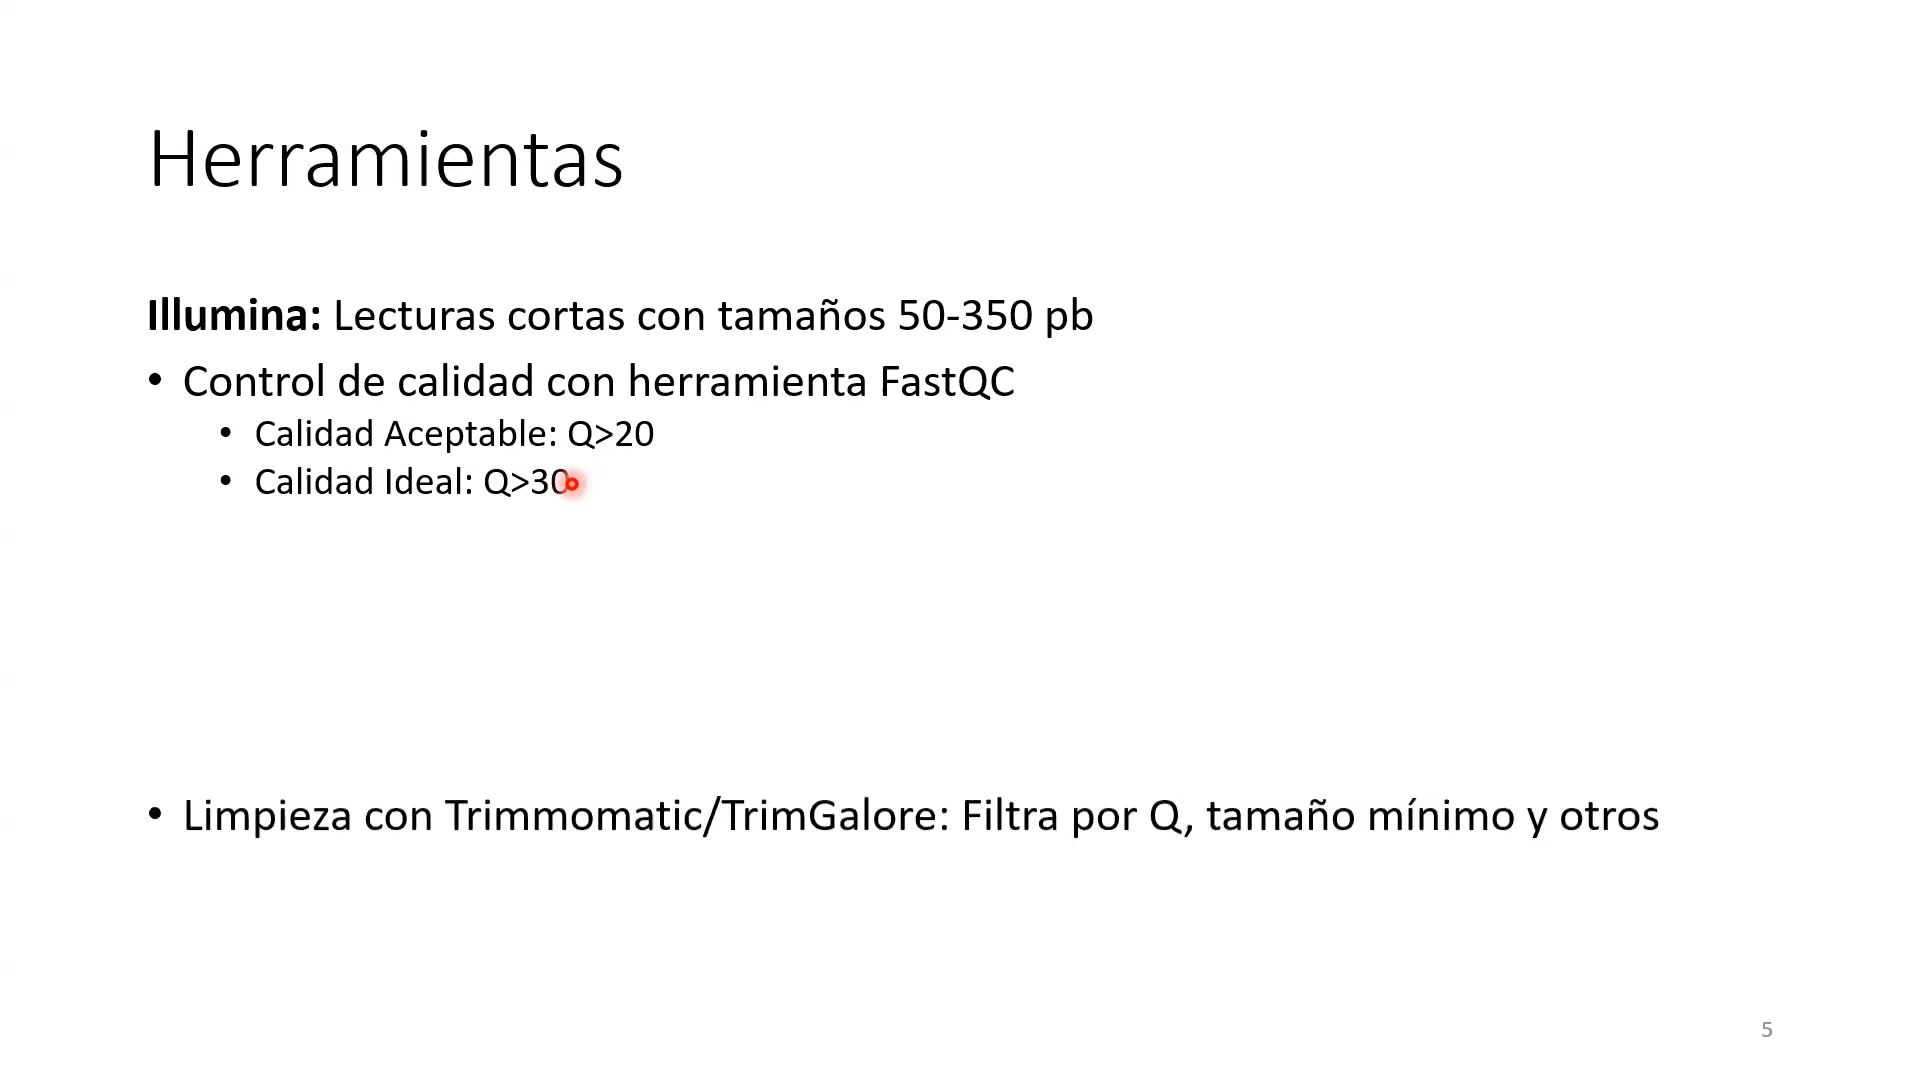 Herramientas
Illumina: Lecturas cortas con tamaños 50-350 pb
• Control de calidad con herramienta FastQC
• Calidad Aceptable: Q>20
• Calidad Ideal: Q>30
• Limpieza con Trimmomatic/TrimGalore: Filtra por Q, tamaño mínimo y otros
5